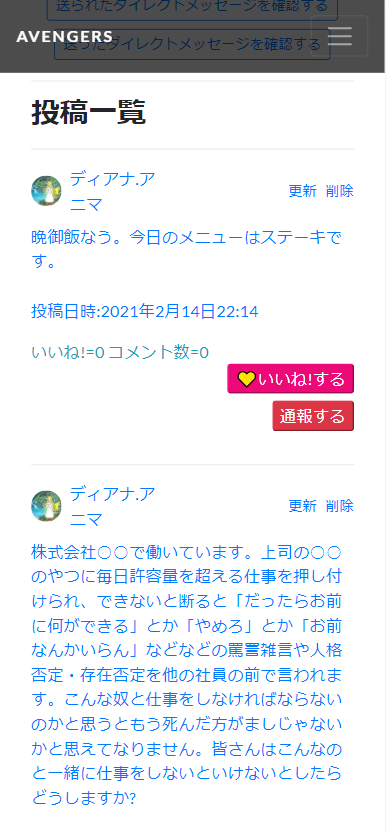 送られたダイレクトメッセージを確認する
AVENGERS
送ったダイレクトメッセージを確認する
投稿一覧
ディアナ.ア
ニマ
更新 削除
晩御飯なう。今日のメニューはステーキで
す。
投稿日時:2021年2月14日22:14
いいね!=0 コメント数=0
💛いいね!する
通報する
ディアナ.ア
ニマ
更新 削除
株式会社○○で働いています。上司の○○
のやつに毎日許容量を超える仕事を押し付
けられ、できないと断ると「だったらお前
に何ができる」とか「やめろ」とか「お前
なんかいらん」などなどの罵詈雑言や人格
否定・存在否定を他の社員の前で言われま
す。こんな奴と仕事をしなければならない
のかと思うともう死んだ方がましじゃない
かと思えてなりません。皆さんはこんなの
と一緒に仕事をしないといけないとしたら
どうしますか?